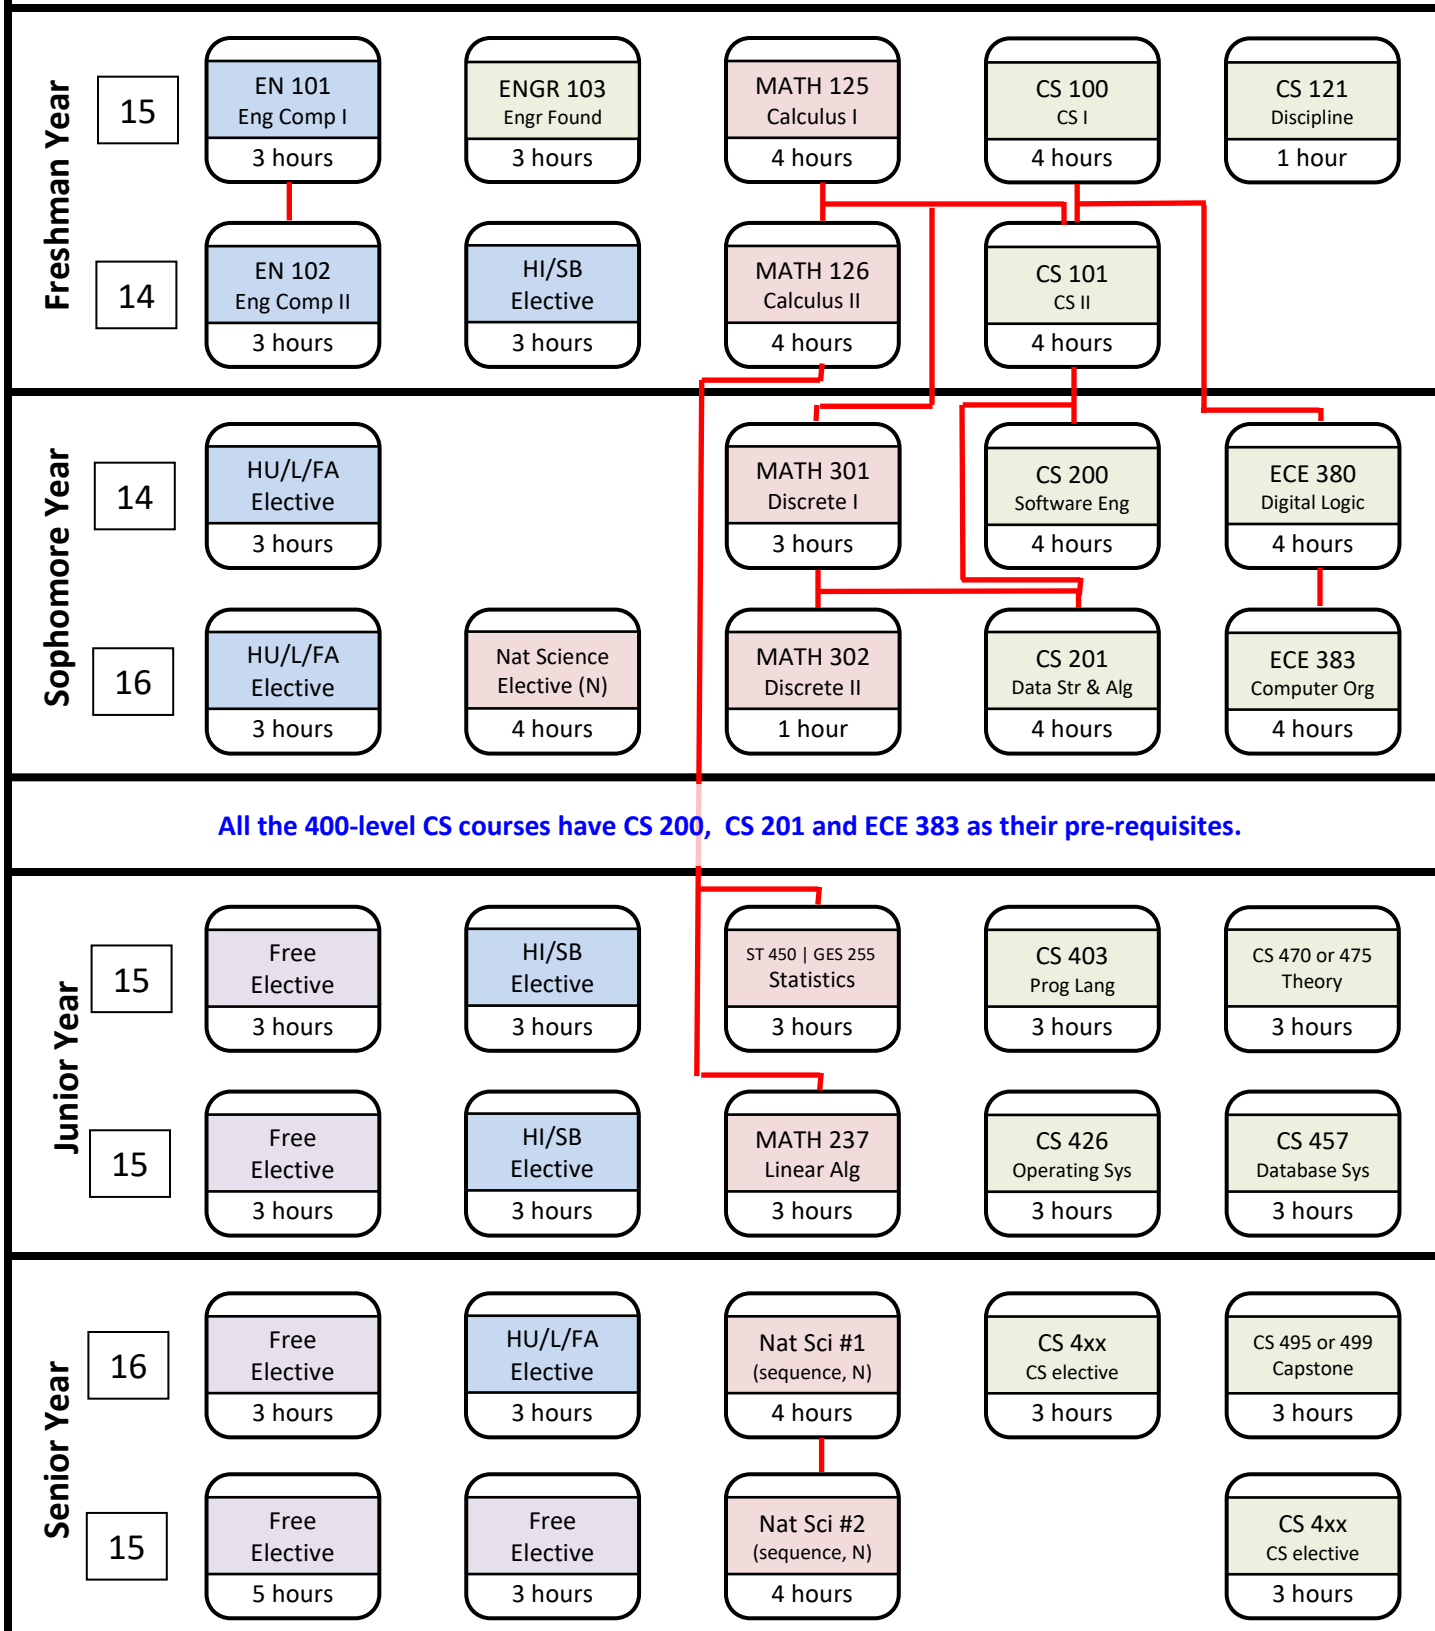 Freshman Year
15
EN 101
Eng Comp I
3 hours
ENGR 103
Engr Found
3 hours
MATH 125
Calculus I
4 hours
CS 100
CS I
4 hours
CS 121
Discipline
1 hour
14
EN 102
Eng Comp II
3 hours
HI/SB
Elective
3 hours
MATH 126
Calculus II
4 hours
CS 101
CS II
4 hours
Sophomore Year
14
HU/L/FA
Elective
3 hours
MATH 301
Discrete I
3 hours
CS 200
Software Eng
4 hours
ECE 380
Digital Logic
4 hours
16
HU/L/FA
Elective
3 hours
Nat Science
Elective (N)
4 hours
MATH 302
Discrete II
1 hour
CS 201
Data Str & Alg
4 hours
ECE 383
Computer Org
4 hours
All the 400-level CS courses have CS 200, CS 201 and ECE 383 as their pre-requisites.
Junior Year
15
Free
Elective
3 hours
HI/SB
Elective
3 hours
ST 450 | GES 255
Statistics
3 hours
CS 403
Prog Lang
3 hours
CS 470 or 475
Theory
3 hours
15
Free
Elective
3 hours
HI/SB
Elective
3 hours
MATH 237
Linear Alg
3 hours
CS 426
Operating Sys
3 hours
CS 457
Database Sys
3 hours
Senior Year
16
Free
Elective
3 hours
HU/L/FA
Elective
3 hours
Nat Sci #1
(sequence, N)
4 hours
CS 4xx
CS elective
3 hours
CS 495 or 499
Capstone
3 hours
15
Free
Elective
5 hours
Free
Elective
3 hours
Nat Sci #2
(sequence, N)
4 hours
CS 4xx
CS elective
3 hours